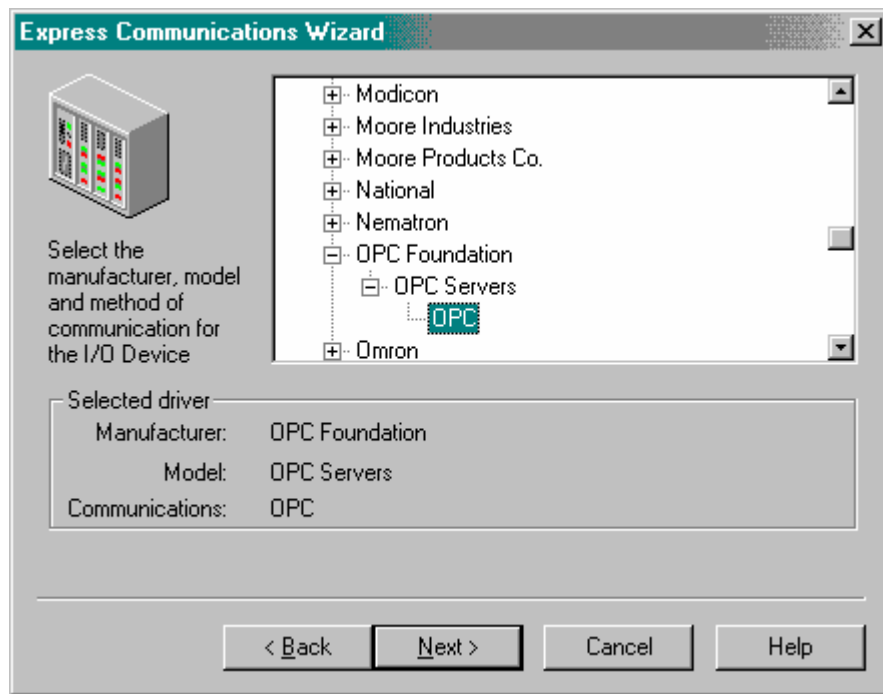 Express Communications Wizard
Modicon
Moore Industries
Moore Products Co.
National
Nematron
OPC Foundation
OPC Servers
OPC
Omron
Select the
manufacturer, model
and method of
communication for
the I/O Device
Selected driver
Manufacturer: OPC Foundation
Model: OPC Servers
Communications: OPC
< Back Next > Cancel Help